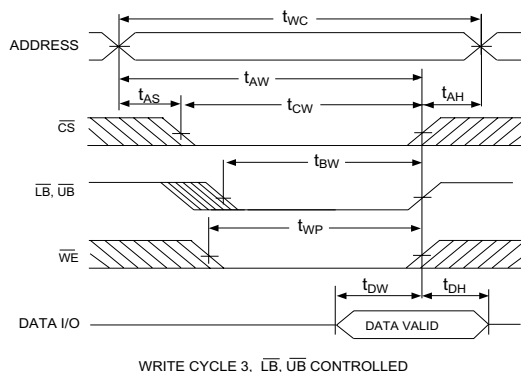 tWC
ADDRESS
tAW
tAS
tCW
tAH
CS
tBW
LB, UB
tWP
WE
tDW
tDH
DATA I/O
DATA VALID
WRITE CYCLE 3, LB, UB CONTROLLED